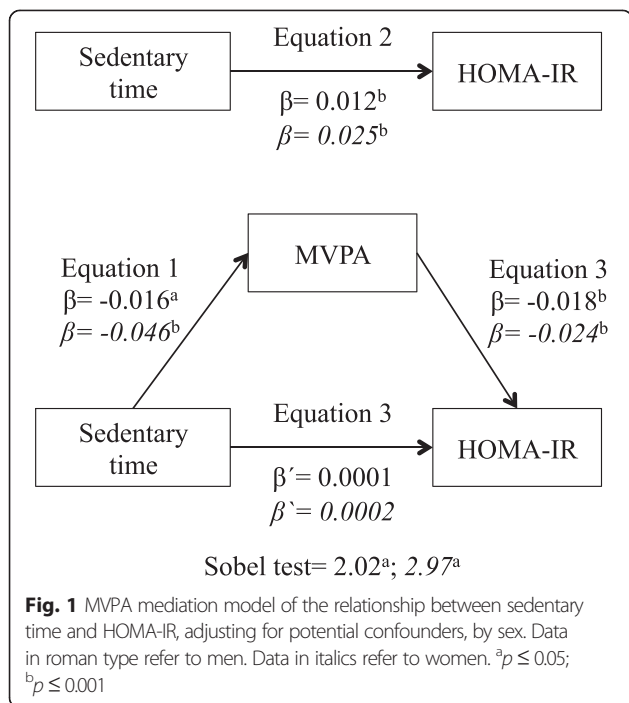 Equation 2
Sedentary
time
HOMA-IR
β= 0.012ᵇ
β= 0.025ᵇ
MVPA
Equation 1
β= -0.016ᵃ
β= -0.046ᵇ
Equation 3
β= -0.018ᵇ
β= -0.024ᵇ
Sedentary
time
Equation 3
HOMA-IR
β´= 0.0001
β`= 0.0002
Sobel test= 2.02ᵃ; 2.97ᵃ
Fig. 1 MVPA mediation model of the relationship between sedentary
time and HOMA-IR, adjusting for potential confounders, by sex. Data
in roman type refer to men. Data in italics refer to women. ᵃp ≤ 0.05;
ᵇp ≤ 0.001